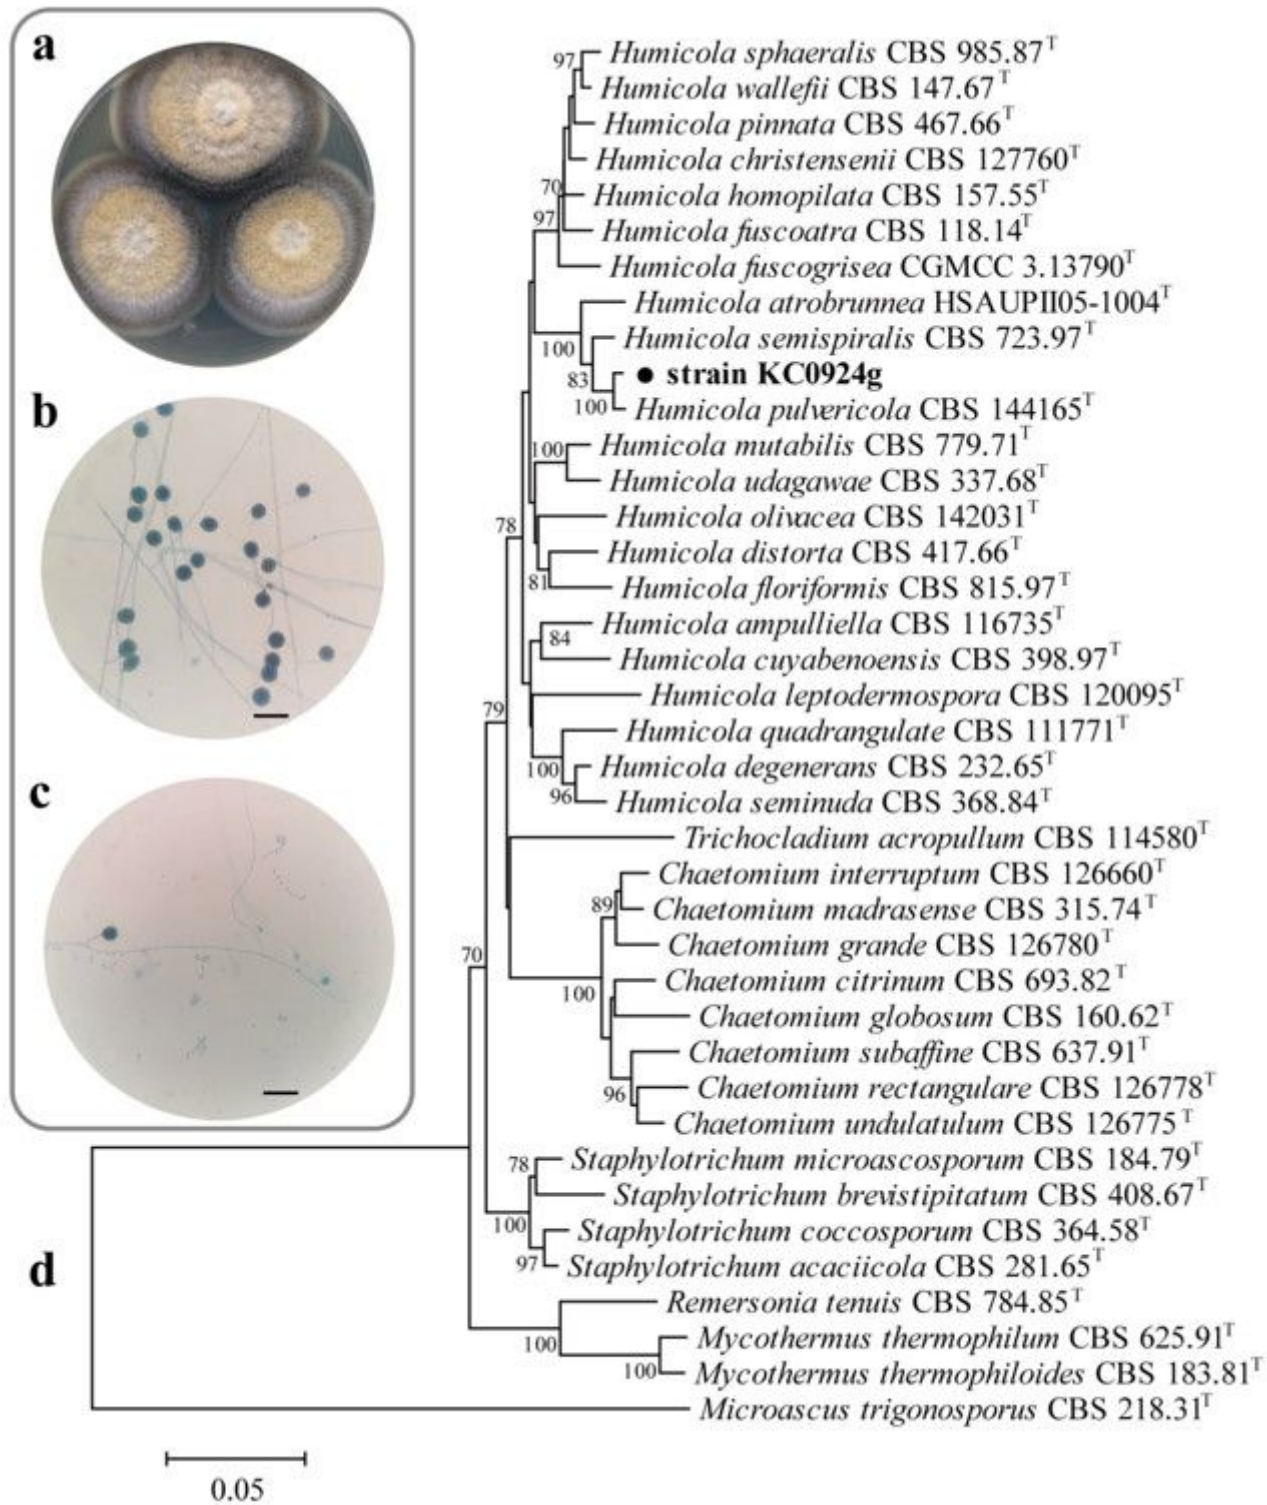 a
b
c
d
97
Humicola sphaeralis CBS 985.87T
Humicola wallefii CBS 147.67 T
Humicola pinnata CBS 467.66T
Humicola christensenii CBS 127760T
70
Humicola homopilata CBS 157.55T
97
Humicola fuscoatra CBS 118.14T
Humicola fuscogrisea CGMCC 3.13790T
Humicola atrobrunnea HSAUPII05-1004T
100
Humicola semispiralis CBS 723.97T
83
● strain KC0924g
100
Humicola pulvericola CBS 144165T
100
Humicola mutabilis CBS 779.71T
Humicola udagawae CBS 337.68T
78
Humicola olivacea CBS 142031T
Humicola distorta CBS 417.66T
81
Humicola floriformis CBS 815.97T
Humicola ampulliella CBS 116735T
84
Humicola cuyabenoensis CBS 398.97T
Humicola leptodermospora CBS 120095T
79
Humicola quadrangulate CBS 111771T
100
Humicola degenerans CBS 232.65T
96
Humicola seminuda CBS 368.84T
Trichocladium acropullum CBS 114580T
Chaetomium interruptum CBS 126660T
89
Chaetomium madrasense CBS 315.74T
Chaetomium grande CBS 126780T
70
Chaetomium citrinum CBS 693.82T
100
Chaetomium globosum CBS 160.62T
Chaetomium subaffine CBS 637.91T
Chaetomium rectangulare CBS 126778T
96
Chaetomium undulatulum CBS 126775 T
78
Staphylotrichum microascosporum CBS 184.79T
Staphylotrichum brevistipitatum CBS 408.67T
100
Staphylotrichum coccosporum CBS 364.58T
97
Staphylotrichum acaciicola CBS 281.65T
Remersonia tenuis CBS 784.85T
100
Mycothermus thermophilum CBS 625.91T
100
Mycothermus thermophiloides CBS 183.81T
Microascus trigonosporus CBS 218.31T
0.05